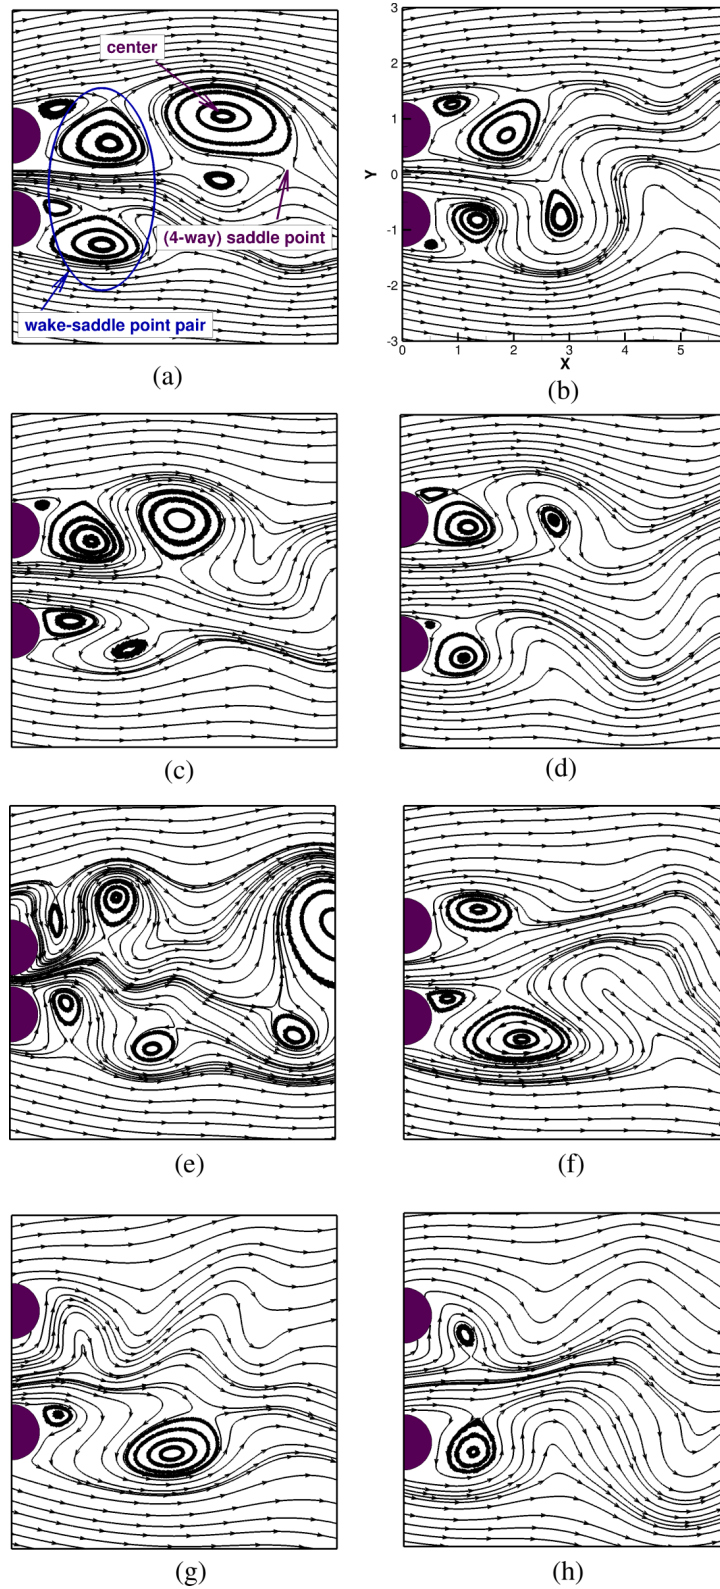 center
(4-way) saddle point
wake-saddle point pair
(a)
3
2
1
Y
0
-1
-2
-3
0 1 2 3 4 5
X
(b)
(c)
(d)
(e)
(f)
(g)
(h)